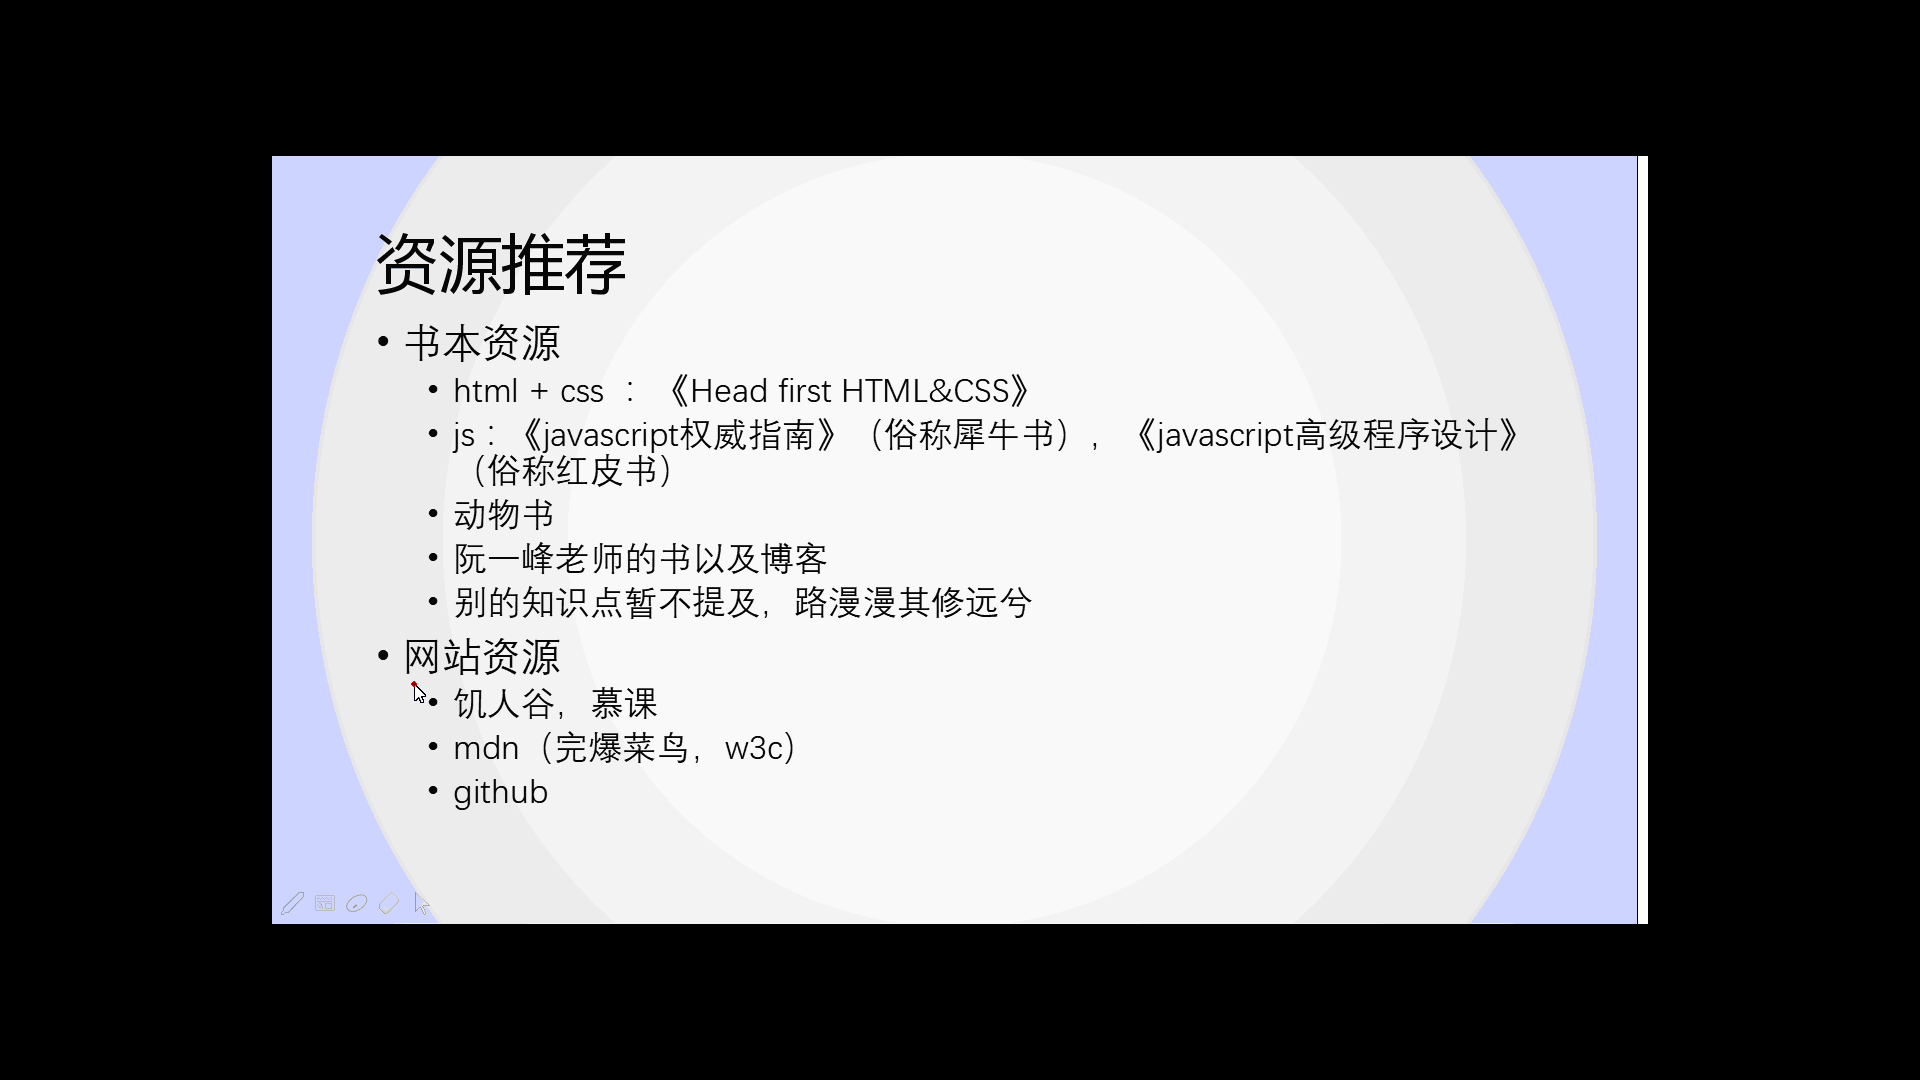 资源推荐
• 书本资源
• html + css ： 《Head first HTML&CSS》
• js：《javascript权威指南》（俗称犀牛书），《javascript高级程序设计》
（俗称红皮书）
• 动物书
• 阮一峰老师的书以及博客
• 别的知识点暂不提及，路漫漫其修远兮
• 网站资源
• 饥人谷，慕课
• mdn（完爆菜鸟，w3c）
• github